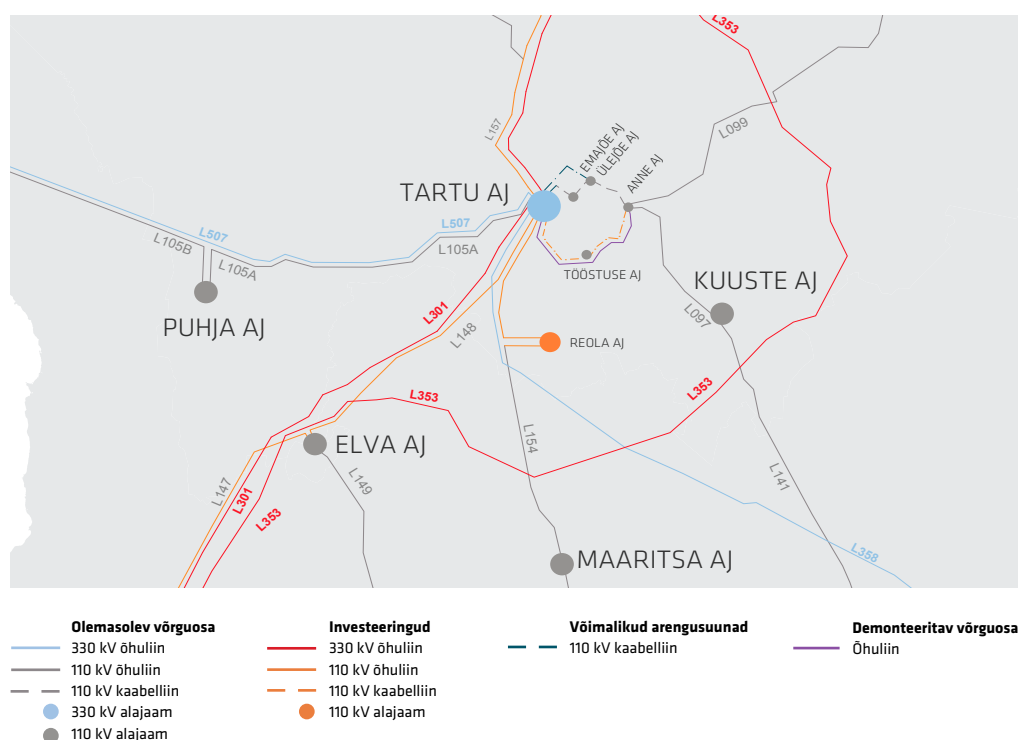 L353
L157
L099
EMAJÕE AJ
ÜLEJÕE AJ
ANNE AJ
TARTU AJ
L507
L507
L105B
L105A
L105A
TÖÖSTUSE AJ
KUUSTE AJ
L097
PUHJA AJ
L301
L148
REOLA AJ
L353
L353
ELVA AJ
L154
L149
L147
L301
L353
L141
L358
MAARITSA AJ
Olemasolev võrguosa
330 kV õhuliin
110 kV õhuliin
110 kV kaabelliin
330 kV alajaam
110 kV alajaam
Investeeringud
330 kV õhuliin
110 kV õhuliin
110 kV kaabelliin
110 kV alajaam
Võimalikud arengusuunad
110 kV kaabelliin
Demonteeritav võrguosa
Õhuliin